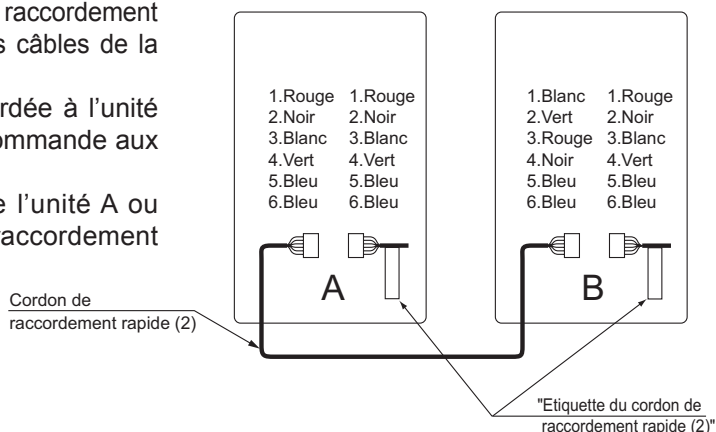 raccordement
s câbles de la
rdée à l’unité
ommande aux
e l’unité A ou
raccordement
1.Rouge 1.Rouge
2.Noir 2.Noir
3.Blanc 3.Blanc
4.Vert 4.Vert
5.Bleu 5.Bleu
6.Bleu 6.Bleu
A
1.Blanc 1.Rouge
2.Vert 2.Noir
3.Rouge 3.Blanc
4.Noir 4.Vert
5.Bleu 5.Bleu
6.Bleu 6.Bleu
B
Cordon de
raccordement rapide (2)
"Etiquette du cordon de
raccordement rapide (2)"